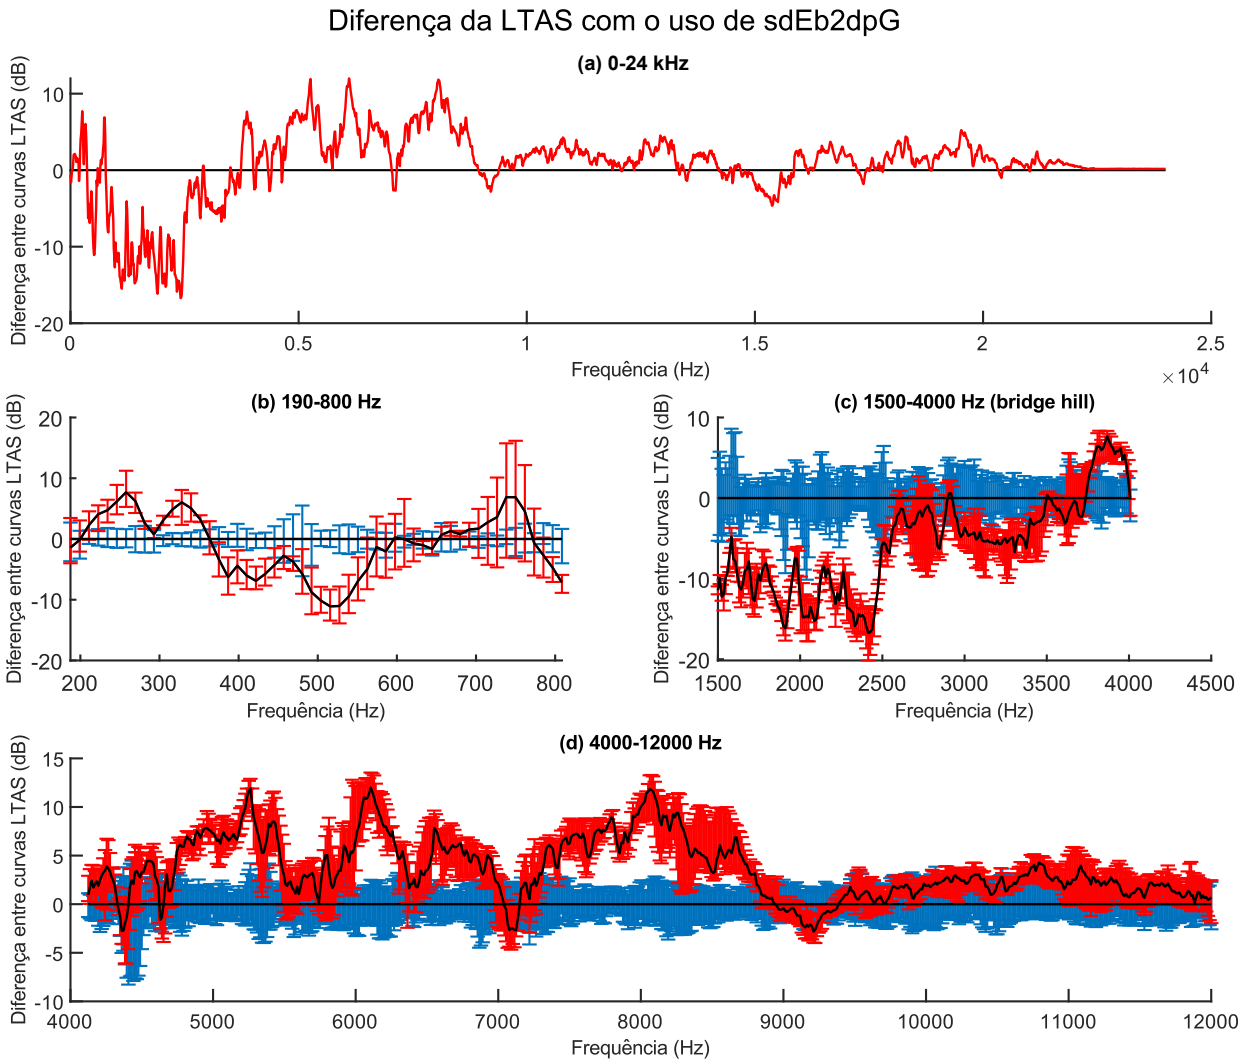 Diferença da LTAS com o uso de sdEb2dpG
(a) 0-24 kHz
Diferença entre curvas LTAS (dB)
10
0
-10
-20
0 0.5 1 1.5 2 2.5
Frequência (Hz)
×10⁴
(b) 190-800 Hz
Diferença entre curvas LTAS (dB)
20
10
0
-10
-20
200 300 400 500 600 700 800
Frequência (Hz)
(c) 1500-4000 Hz (bridge hill)
Diferença entre curvas LTAS (dB)
10
0
-10
-20
1500 2000 2500 3000 3500 4000 4500
Frequência (Hz)
(d) 4000-12000 Hz
Diferença entre curvas LTAS (dB)
15
10
5
0
-5
-10
4000 5000 6000 7000 8000 9000 10000 11000 12000
Frequência (Hz)